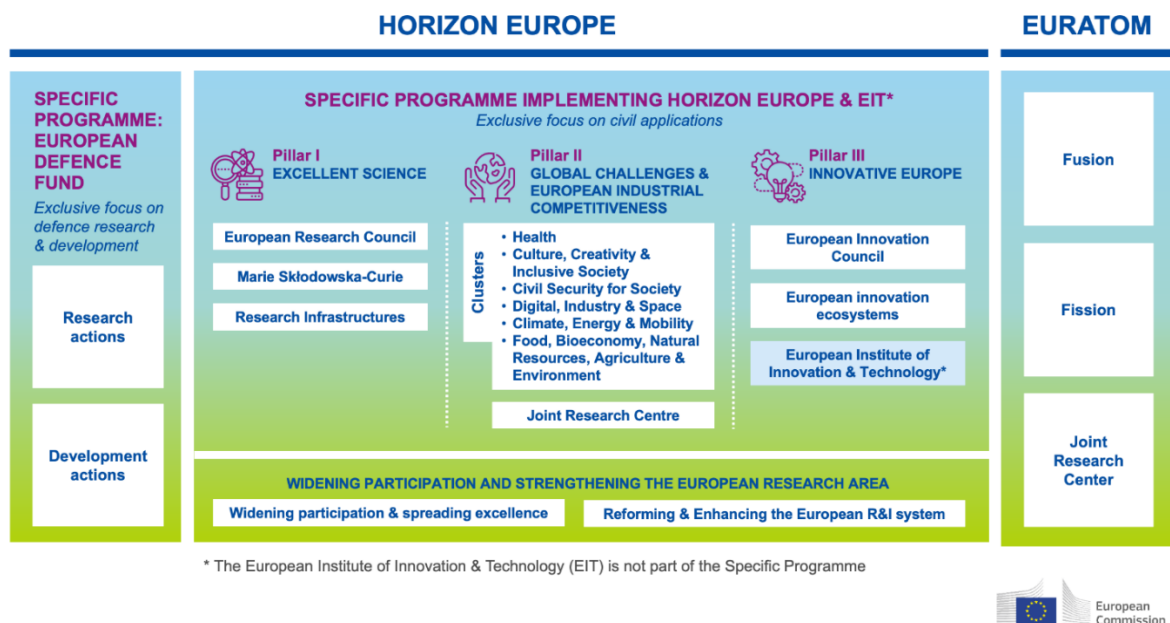 HORIZON EUROPE
EURATOM
SPECIFIC
PROGRAMME:
EUROPEAN
DEFENCE
FUND
Exclusive focus on
defence research
& development
Research
actions
Development
actions
SPECIFIC PROGRAMME IMPLEMENTING HORIZON EUROPE & EIT*
Exclusive focus on civil applications
Pillar I
EXCELLENT SCIENCE
European Research Council
Marie Skłodowska-Curie
Research Infrastructures
Pillar II
GLOBAL CHALLENGES &
EUROPEAN INDUSTRIAL
COMPETITIVENESS
Clusters
• Health
• Culture, Creativity &
Inclusive Society
• Civil Security for Society
• Digital, Industry & Space
• Climate, Energy & Mobility
• Food, Bioeconomy, Natural
Resources, Agriculture &
Environment
Joint Research Centre
Pillar III
INNOVATIVE EUROPE
European Innovation
Council
European innovation
ecosystems
European Institute of
Innovation & Technology*
WIDENING PARTICIPATION AND STRENGTHENING THE EUROPEAN RESEARCH AREA
Widening participation & spreading excellence
Reforming & Enhancing the European R&I system
Fusion
Fission
Joint
Research
Center
* The European Institute of Innovation & Technology (EIT) is not part of the Specific Programme
European
Commission